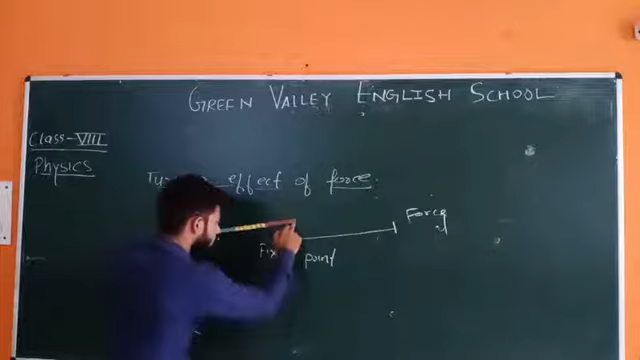 GREEN VALLEY ENGLISH SCHOOL
Class-VIII
Physics
effect of force.
Force
point